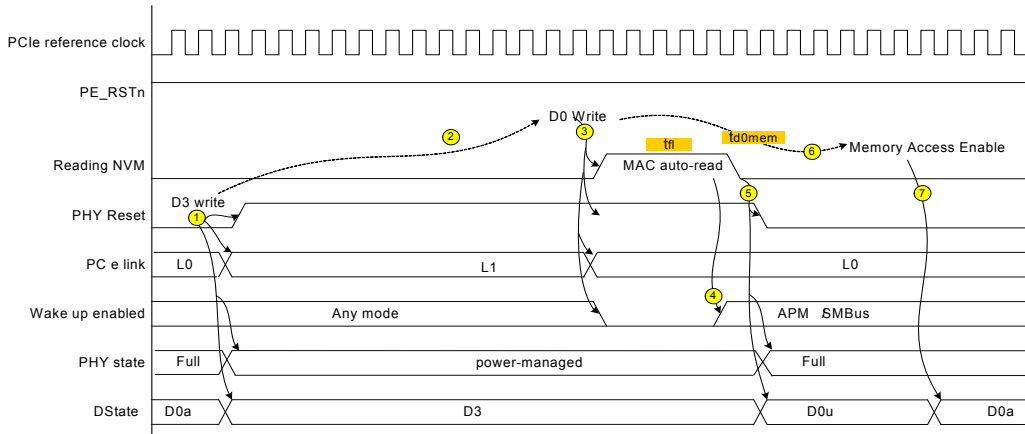 PCIe reference clock
PE_RSTn
D0 Write
2
3
tfl
td0mem
6
Memory Access Enable
Reading NVM
MAC auto-read
D3 write
5
7
PHY Reset
1
PC e link
L0
L1
L0
4
Wake up enabled
Any mode
APM SMBus
PHY state
Full
power-managed
Full
DState
D0a
D3
D0u
D0a